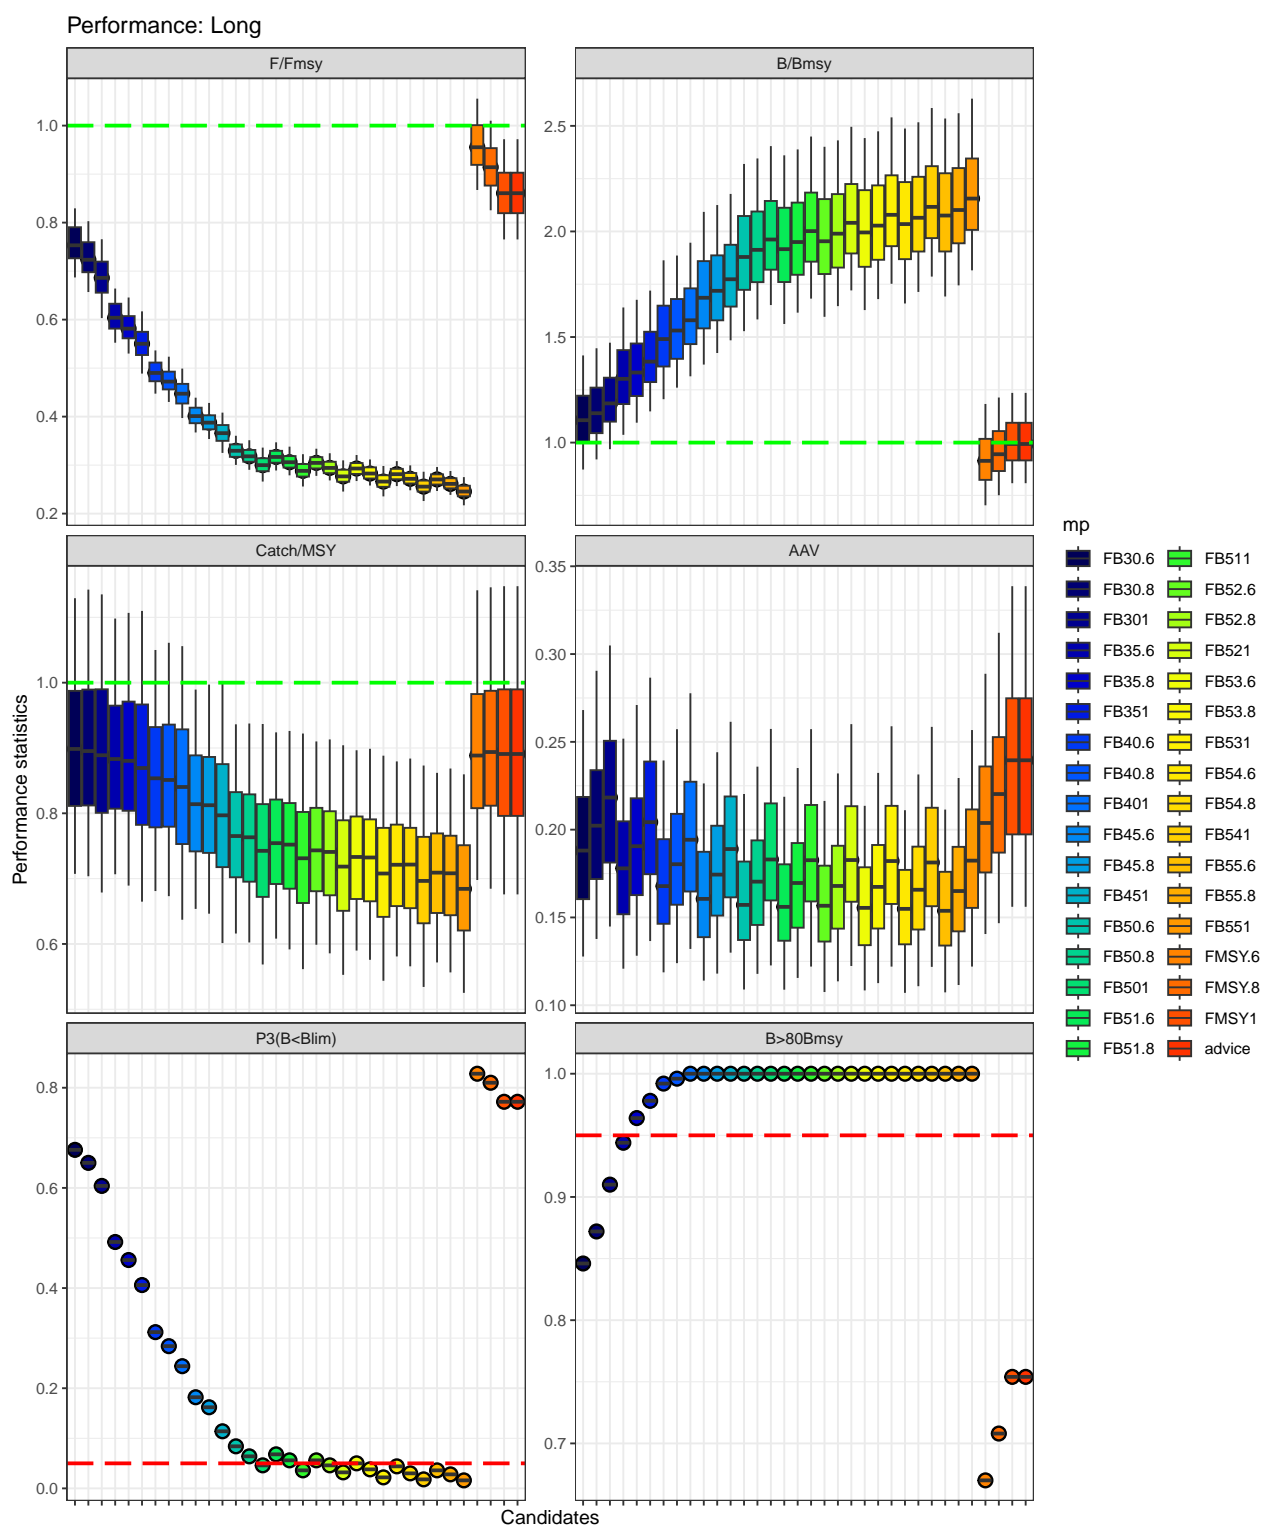 Performance: Long
F/Fmsy
B/Bmsy
1.0
0.8
0.6
0.4
0.2
2.5
2.0
1.5
1.0
Catch/MSY
AAV
1.0
0.8
0.6
0.35
0.30
0.25
0.20
0.15
0.10
P3(B<Blim)
B>80Bmsy
0.8
0.6
0.4
0.2
0.0
1.0
0.9
0.8
0.7
Performance statistics
Candidates
mp
FB30.6
FB30.8
FB301
FB35.6
FB35.8
FB351
FB40.6
FB40.8
FB401
FB45.6
FB45.8
FB451
FB50.6
FB50.8
FB501
FB51.6
FB51.8
FB511
FB52.6
FB52.8
FB521
FB53.6
FB53.8
FB531
FB54.6
FB54.8
FB541
FB55.6
FB55.8
FB551
FMSY.6
FMSY.8
FMSY1
advice